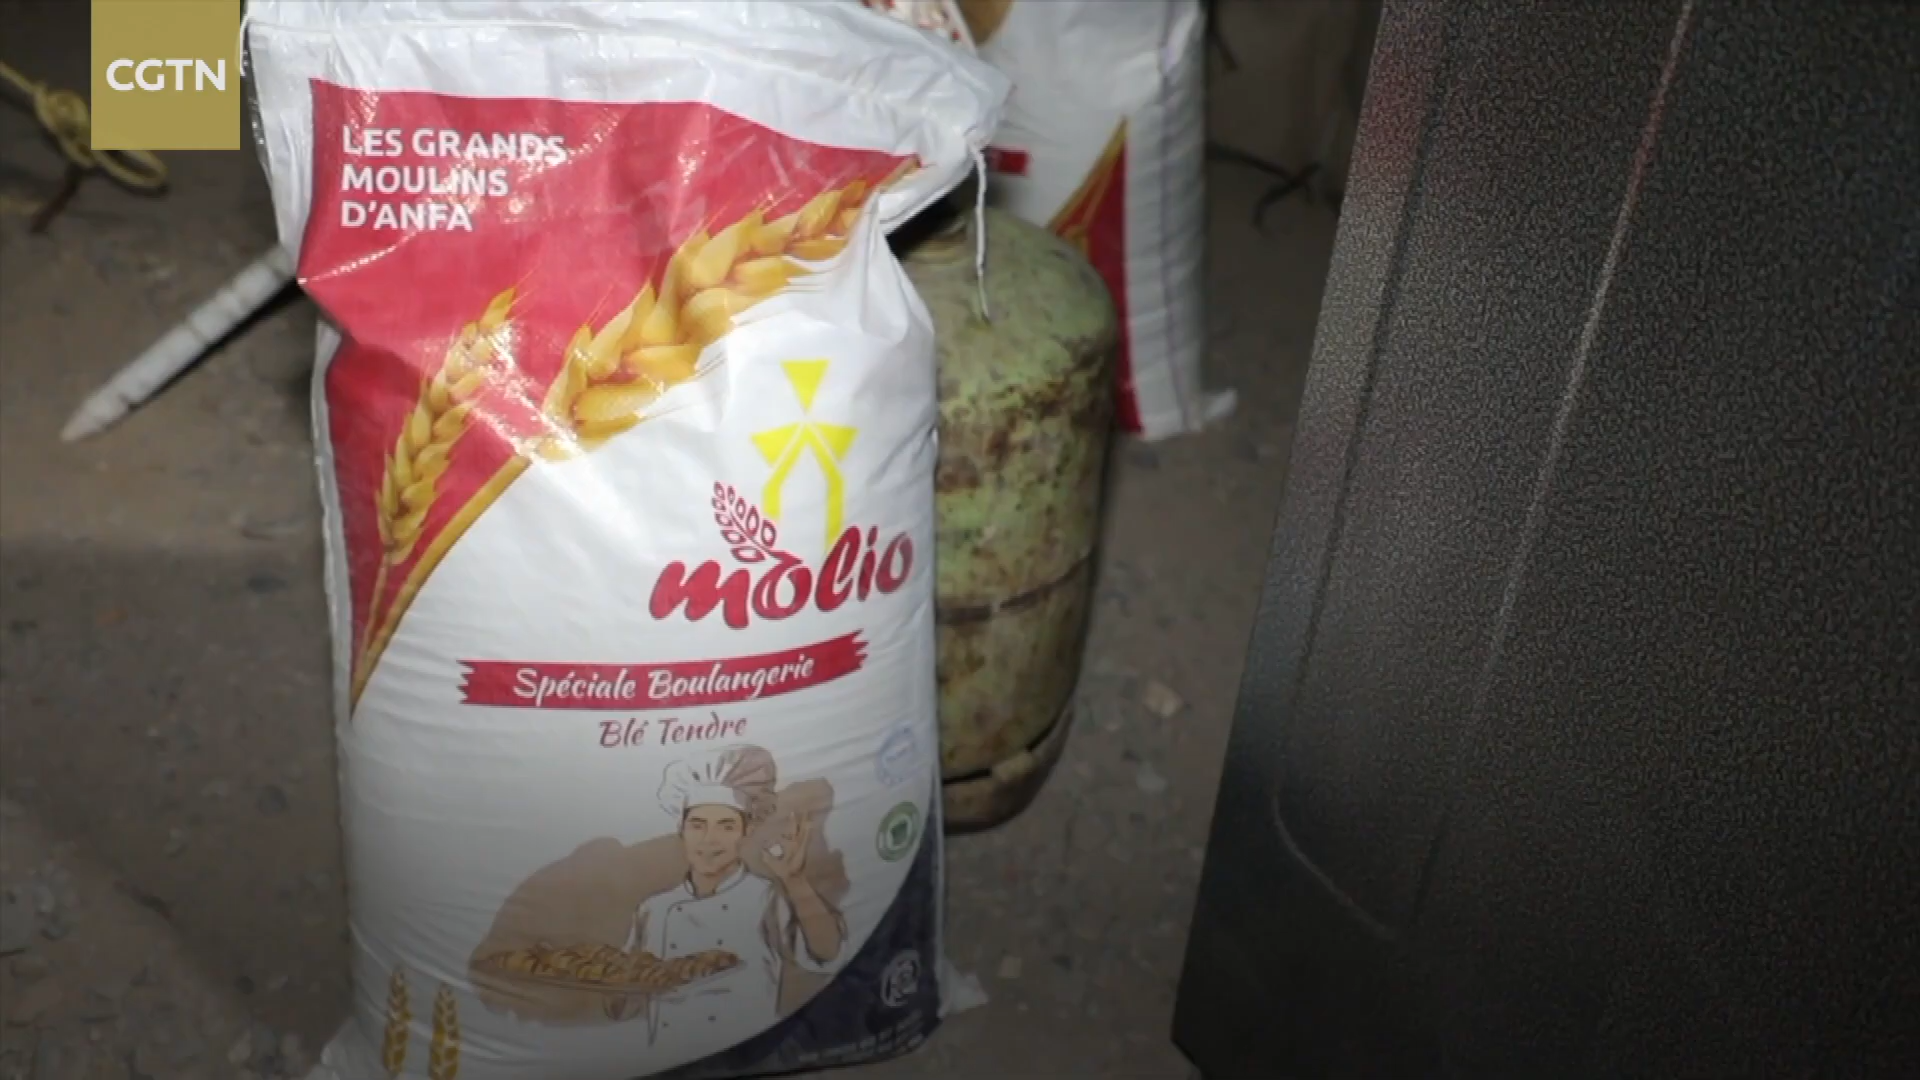 CGTN
LES GRANDS
MOULINS
D'ANFA
molio
Spéciale Boulangerie
Blé Tendre